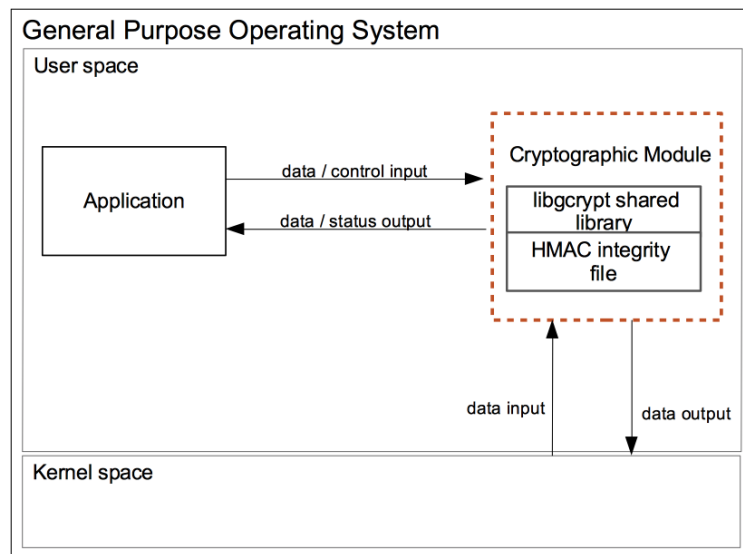 General Purpose Operating System
User space
Application
data / control input
data / status output
Cryptographic Module
libgcrypt shared
library
HMAC integrity
file
data input
data output
Kernel space